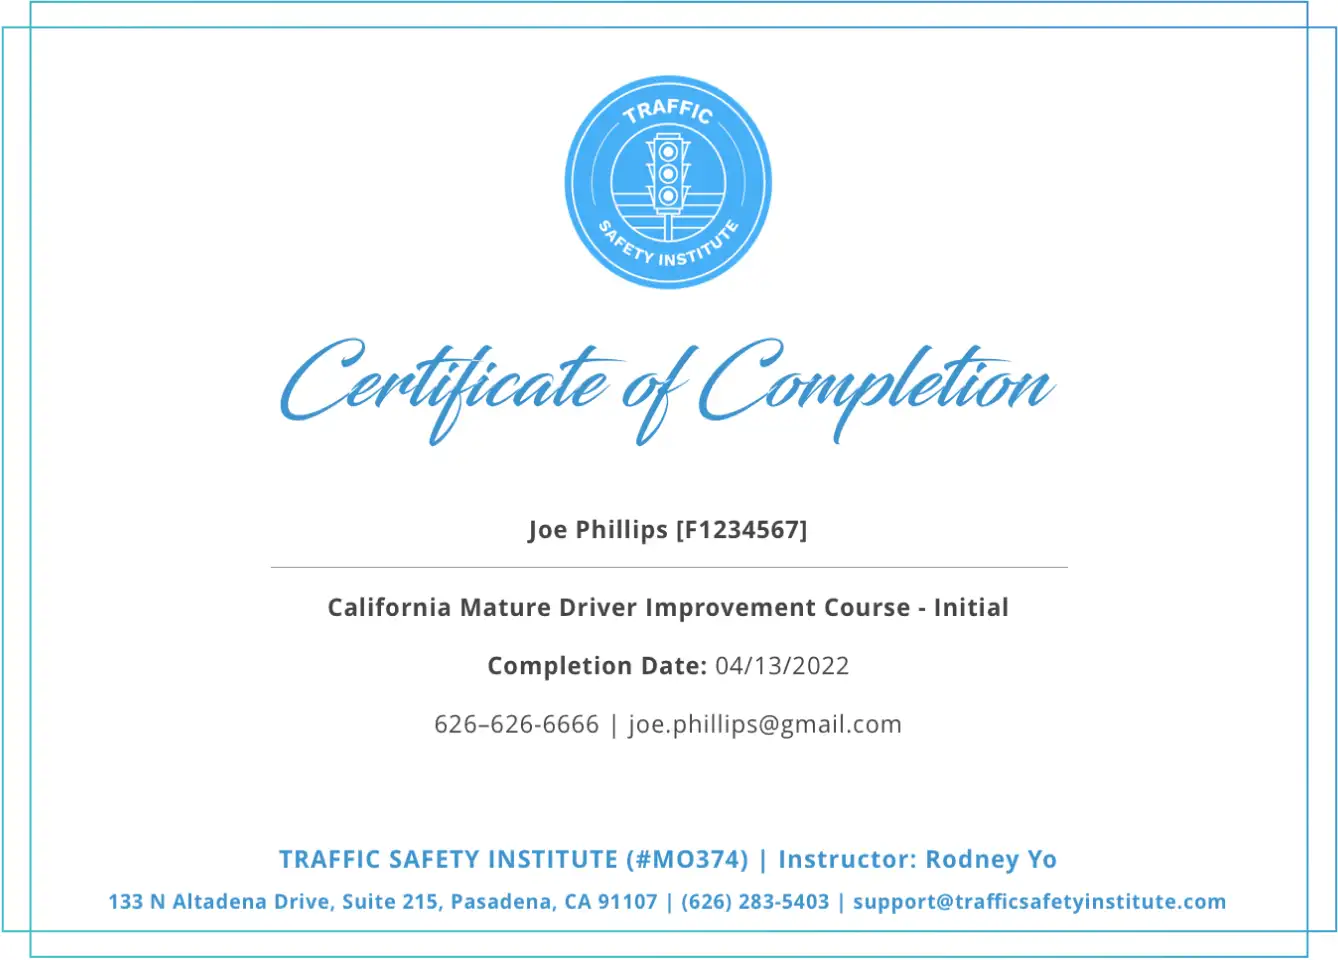 TRAFFIC
SAFETY INSTITUTE
Certificate of Completion
Joe Phillips [F1234567]
California Mature Driver Improvement Course - Initial
Completion Date: 04/13/2022
626–626-6666 | joe.phillips@gmail.com
TRAFFIC SAFETY INSTITUTE (#MO374) | Instructor: Rodney Yo
133 N Altadena Drive, Suite 215, Pasadena, CA 91107 | (626) 283-5403 | support@trafficsafetyinstitute.com